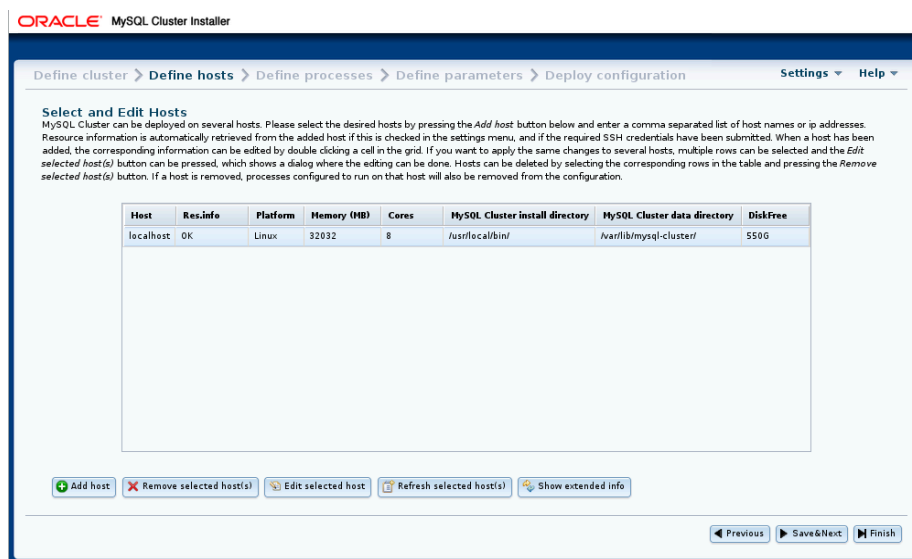 ORACLE® MySQL Cluster Installer
Define cluster > Define hosts > Define processes > Define parameters > Deploy configuration Settings Help
Select and Edit Hosts
MySQL Cluster can be deployed on several hosts. Please select the desired hosts by pressing the Add host button below and enter a comma separated list of host names or ip addresses.
Resource information is automatically retrieved from the added host if this is checked in the settings menu, and if the required SSH credentials have been submitted. When a host has been
added, the corresponding information can be edited by double clicking a cell in the grid. If you want to apply the same changes to several hosts, multiple rows can be selected and the Edit
selected host(s) button can be pressed, which shows a dialog where the editing can be done. Hosts can be deleted by selecting the corresponding rows in the table and pressing the Remove
selected host(s) button. If a host is removed, processes configured to run on that host will also be removed from the configuration.
Host Res.info Platform Memory (MB) Cores MySQL Cluster install directory MySQL Cluster data directory DiskFree
localhost OK Linux 32032 8 /usr/local/bin/ /var/lib/mysql-cluster/ 550G
Add host Remove selected host(s) Edit selected host Refresh selected host(s) Show extended info
Previous Save&Next Finish